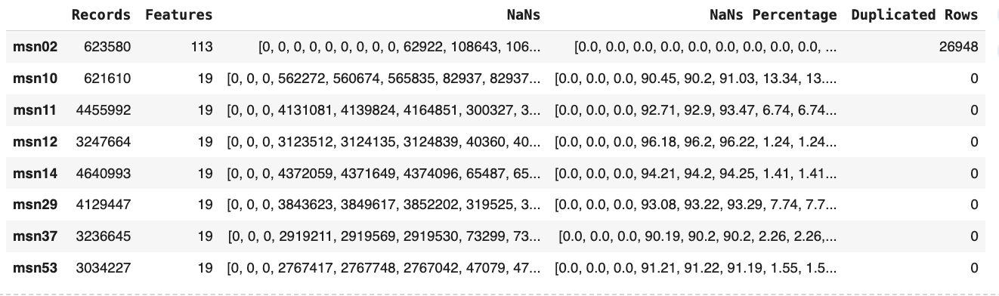 Records Features NaNs NaNs Percentage Duplicated Rows
msn02 623580 113 [0, 0, 0, 0, 0, 0, 0, 0, 0, 62922, 108643, 106... [0.0, 0.0, 0.0, 0.0, 0.0, 0.0, 0.0, 0.0, 0.0, ... 26948
msn10 621610 19 [0, 0, 0, 562272, 560674, 565835, 82937, 82937... [0.0, 0.0, 0.0, 90.45, 90.2, 91.03, 13.34, 13.... 0
msn11 4455992 19 [0, 0, 0, 4131081, 4139824, 4164851, 300327, 3... [0.0, 0.0, 0.0, 92.71, 92.9, 93.47, 6.74, 6.74... 0
msn12 3247664 19 [0, 0, 0, 3123512, 3124135, 3124839, 40360, 40... [0.0, 0.0, 0.0, 96.18, 96.2, 96.22, 1.24, 1.24... 0
msn14 4640993 19 [0, 0, 0, 4372059, 4371649, 4374096, 65487, 65... [0.0, 0.0, 0.0, 94.21, 94.2, 94.25, 1.41, 1.41... 0
msn29 4129447 19 [0, 0, 0, 3843623, 3849617, 3852202, 319525, 3... [0.0, 0.0, 0.0, 93.08, 93.22, 93.29, 7.74, 7.7... 0
msn37 3236645 19 [0, 0, 0, 2919211, 2919569, 2919530, 73299, 73... [0.0, 0.0, 0.0, 90.19, 90.2, 90.2, 2.26, 2.26,... 0
msn53 3034227 19 [0, 0, 0, 2767417, 2767748, 2767042, 47079, 47... [0.0, 0.0, 0.0, 91.21, 91.22, 91.19, 1.55, 1.5... 0